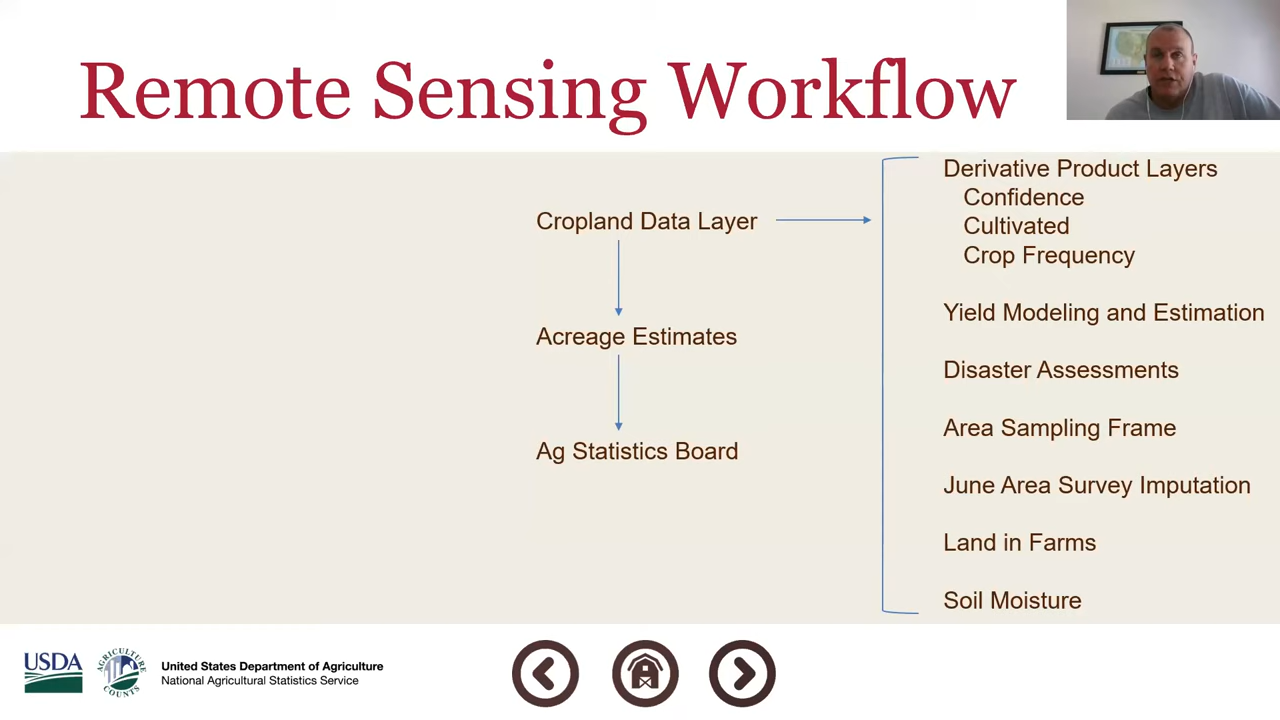 Remote Sensing Workflow
Cropland Data Layer
Acreage Estimates
Ag Statistics Board
Derivative Product Layers
Confidence
Cultivated
Crop Frequency
Yield Modeling and Estimation
Disaster Assessments
Area Sampling Frame
June Area Survey Imputation
Land in Farms
Soil Moisture
USDA
AGRICULTURE COUNTS
United States Department of Agriculture
National Agricultural Statistics Service